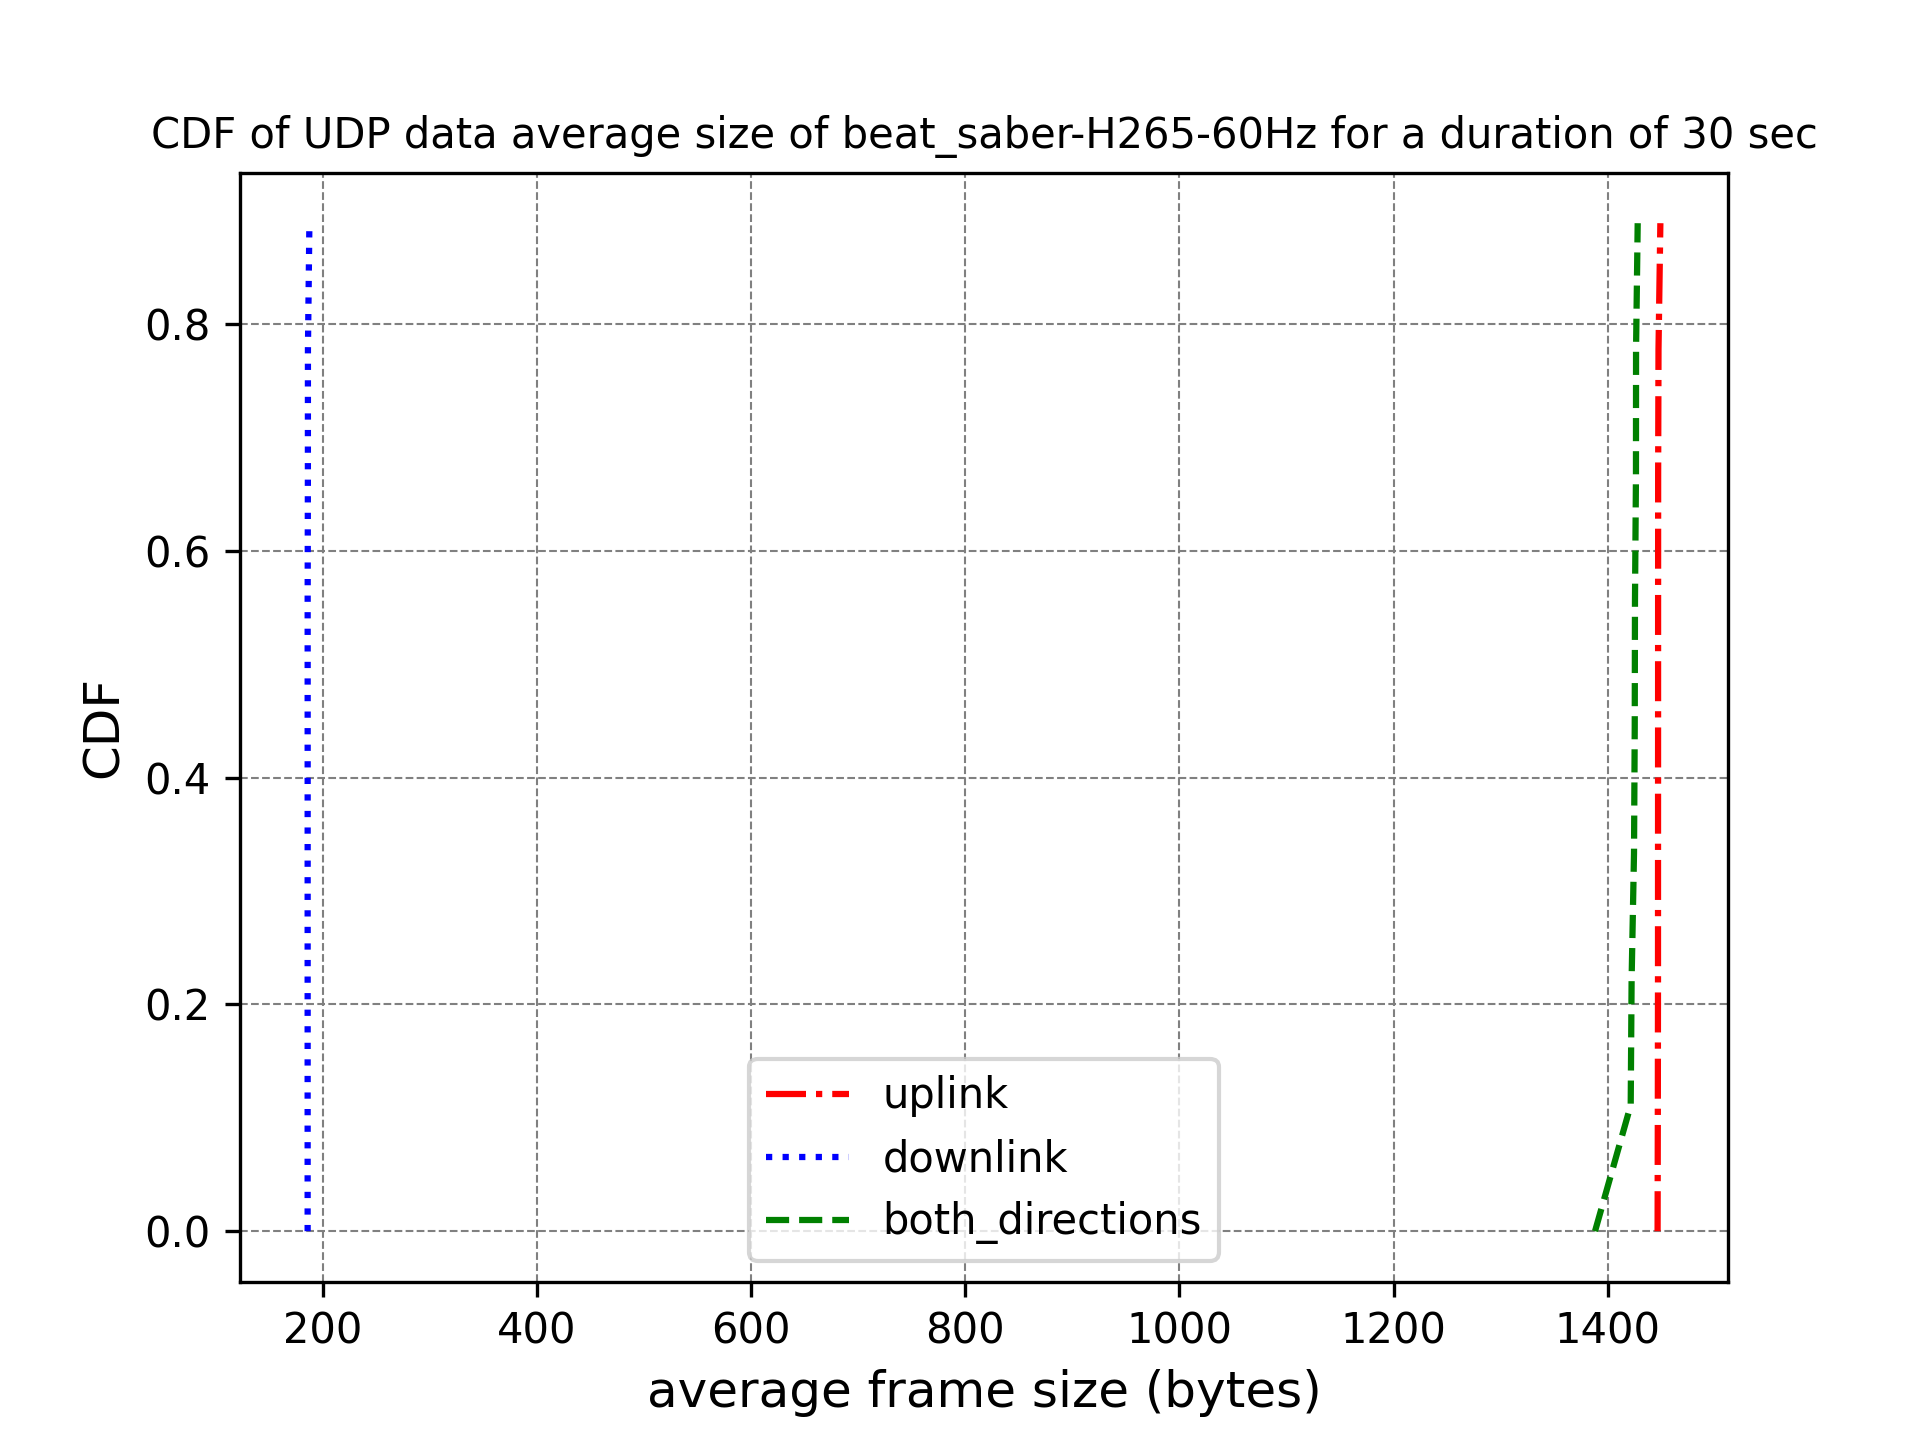 CDF of UDP data average size of beat_saber-H265-60Hz for a duration of 30 sec
0.8
0.6
0.4
0.2
0.0
CDF
uplink
downlink
both_directions
200 400 600 800 1000 1200 1400
average frame size (bytes)